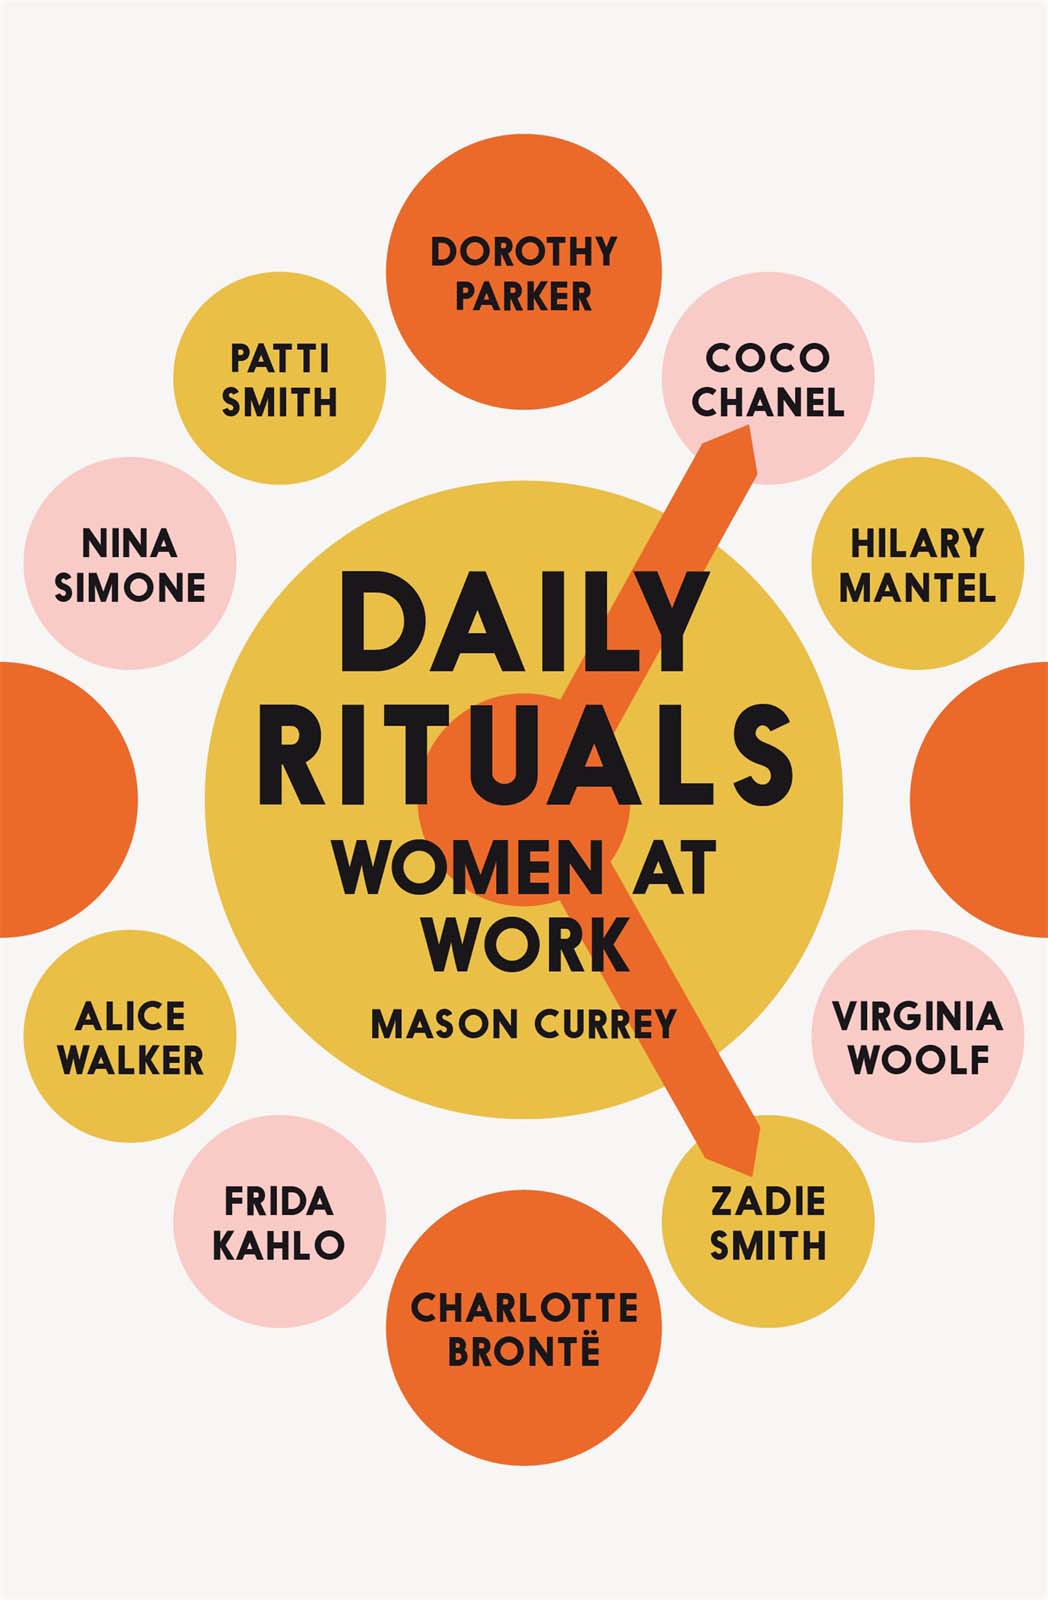 DOROTHY
PARKER
PATTI
SMITH
COCO
CHANEL
NINA
SIMONE
HILARY
MANTEL
DAILY
RITUALS
WOMEN AT
WORK
MASON CURREY
ALICE
WALKER
VIRGINIA
WOOLF
FRIDA
KAHLO
ZADIE
SMITH
CHARLOTTE
BRONTË